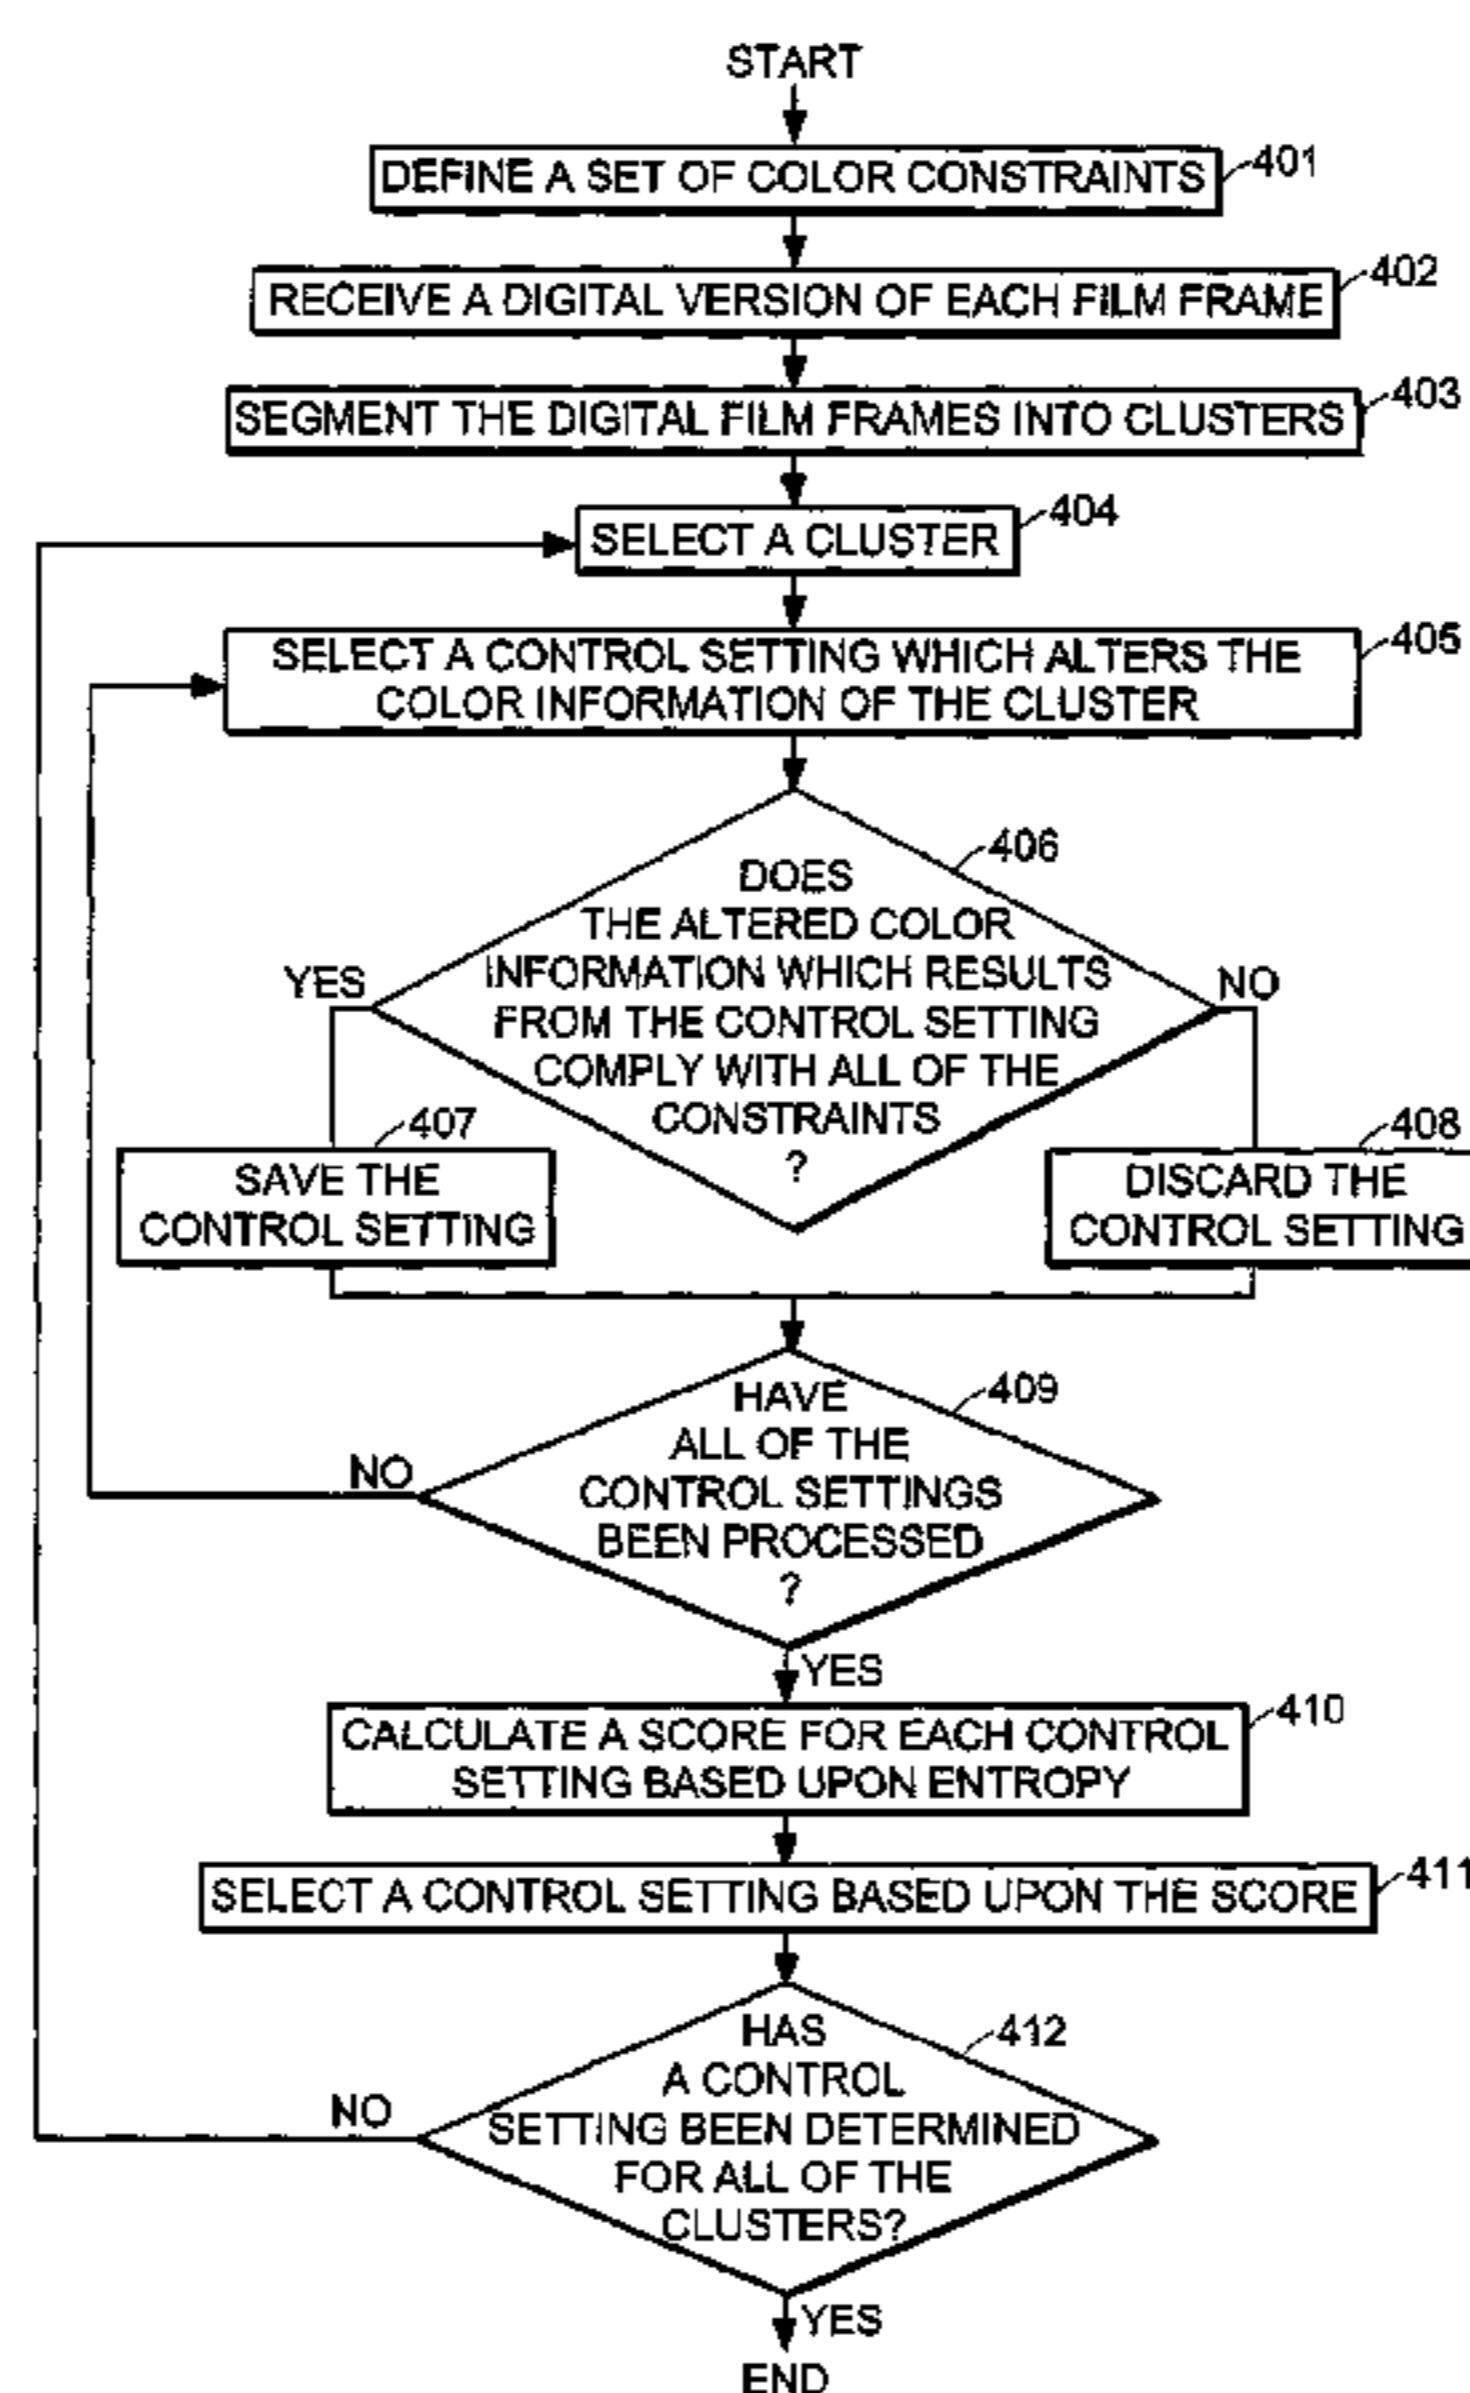 START
DEFINE A SET OF COLOR CONSTRAINTS
401
RECEIVE A DIGITAL VERSION OF EACH FILM FRAME
402
SEGMENT THE DIGITAL FILM FRAMES INTO CLUSTERS
403
SELECT A CLUSTER
404
SELECT A CONTROL SETTING WHICH ALTERS THE
COLOR INFORMATION OF THE CLUSTER
405
406
DOES
THE ALTERED COLOR
INFORMATION WHICH RESULTS
FROM THE CONTROL SETTING
COMPLY WITH ALL OF THE
CONSTRAINTS
?
YES
NO
407
SAVE THE
CONTROL SETTING
408
DISCARD THE
CONTROL SETTING
409
HAVE
ALL OF THE
CONTROL SETTINGS
BEEN PROCESSED
?
NO
YES
CALCULATE A SCORE FOR EACH CONTROL
SETTING BASED UPON ENTROPY
410
SELECT A CONTROL SETTING BASED UPON THE SCORE
411
412
HAS
A CONTROL
SETTING BEEN DETERMINED
FOR ALL OF THE
CLUSTERS?
NO
YES
END